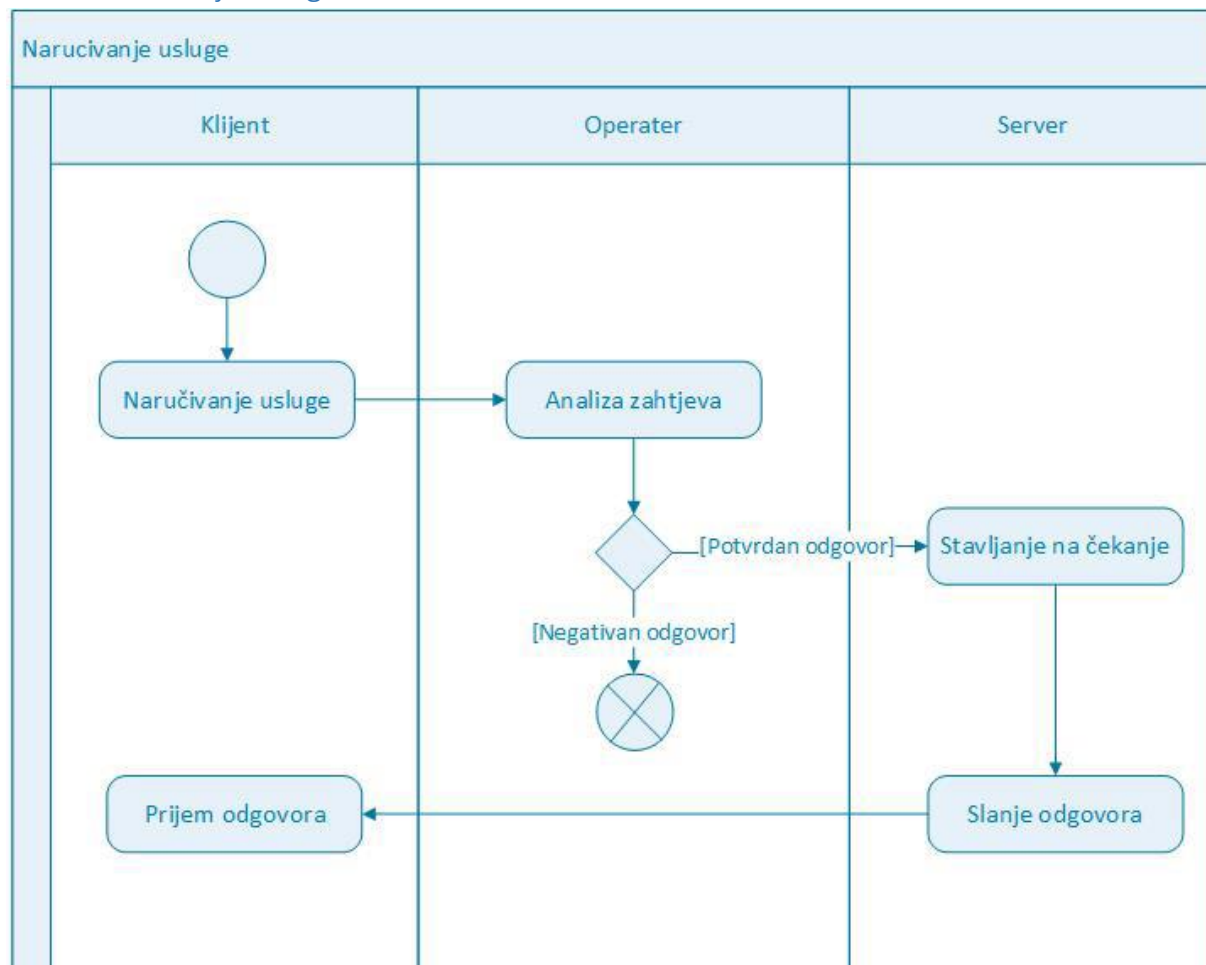 Narucivanje usluge
Klijent
Operater
Server
Naručivanje usluge
Analiza zahtjeva
[Potvrdan odgovor]
Stavljanje na čekanje
[Negativan odgovor]
Prijem odgovora
Slanje odgovora